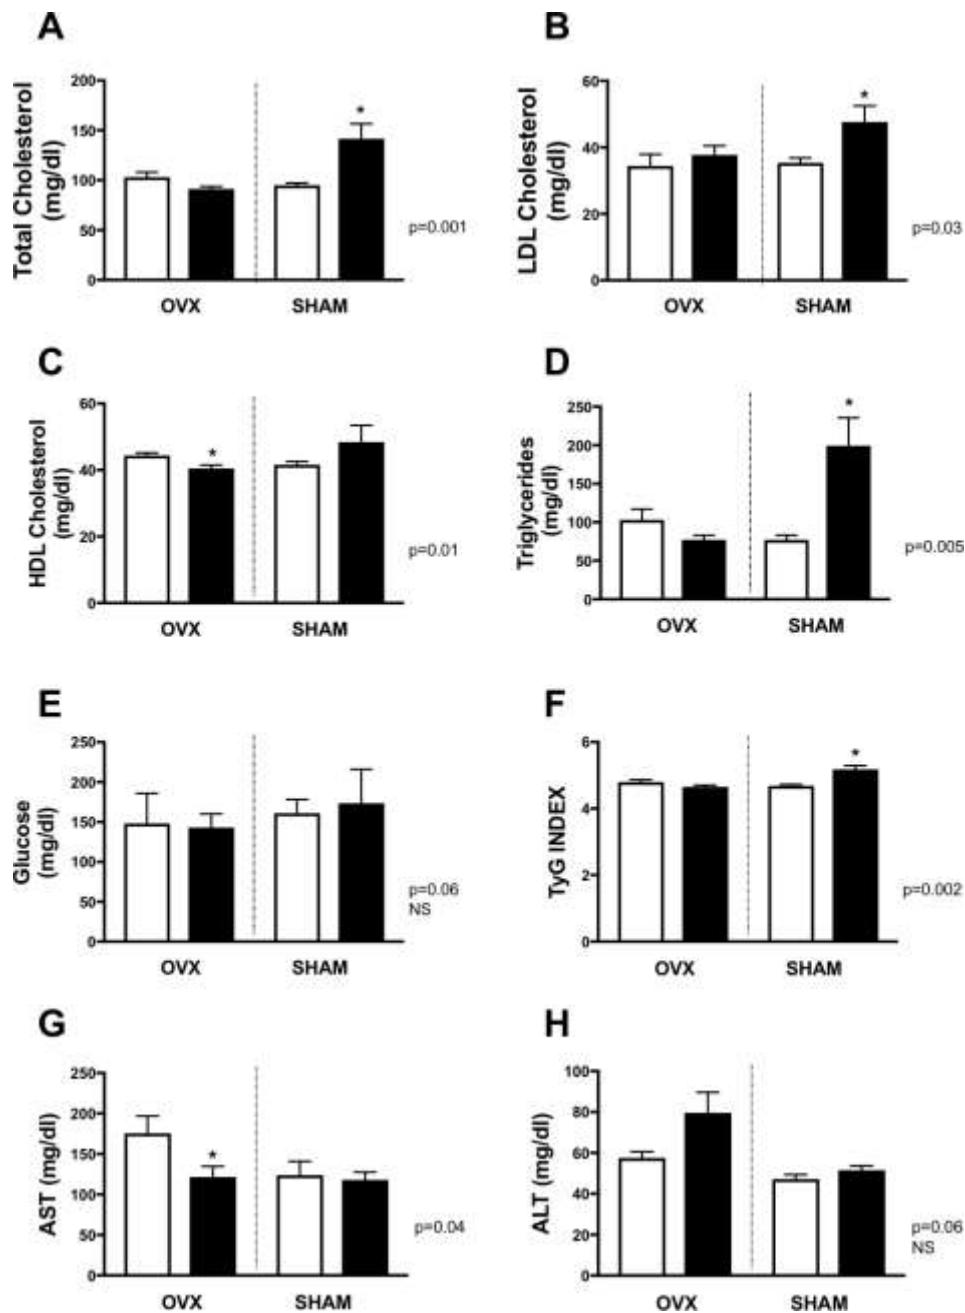 A
Total Cholesterol
(mg/dl)
200
150
100
50
0
*
OVX
SHAM
p=0.001
B
LDL Cholesterol
(mg/dl)
60
40
20
0
*
OVX
SHAM
p=0.03
C
HDL Cholesterol
(mg/dl)
60
40
20
0
*
OVX
SHAM
p=0.01
D
Triglycerides
(mg/dl)
250
200
150
100
50
0
*
OVX
SHAM
p=0.005
E
Glucose
(mg/dl)
250
200
150
100
50
0
OVX
SHAM
p=0.06
NS
F
TyG INDEX
6
4
2
0
*
OVX
SHAM
p=0.002
G
AST (mg/dl)
250
200
150
100
50
0
*
OVX
SHAM
p=0.04
H
ALT (mg/dl)
100
80
60
40
20
0
OVX
SHAM
p=0.06
NS